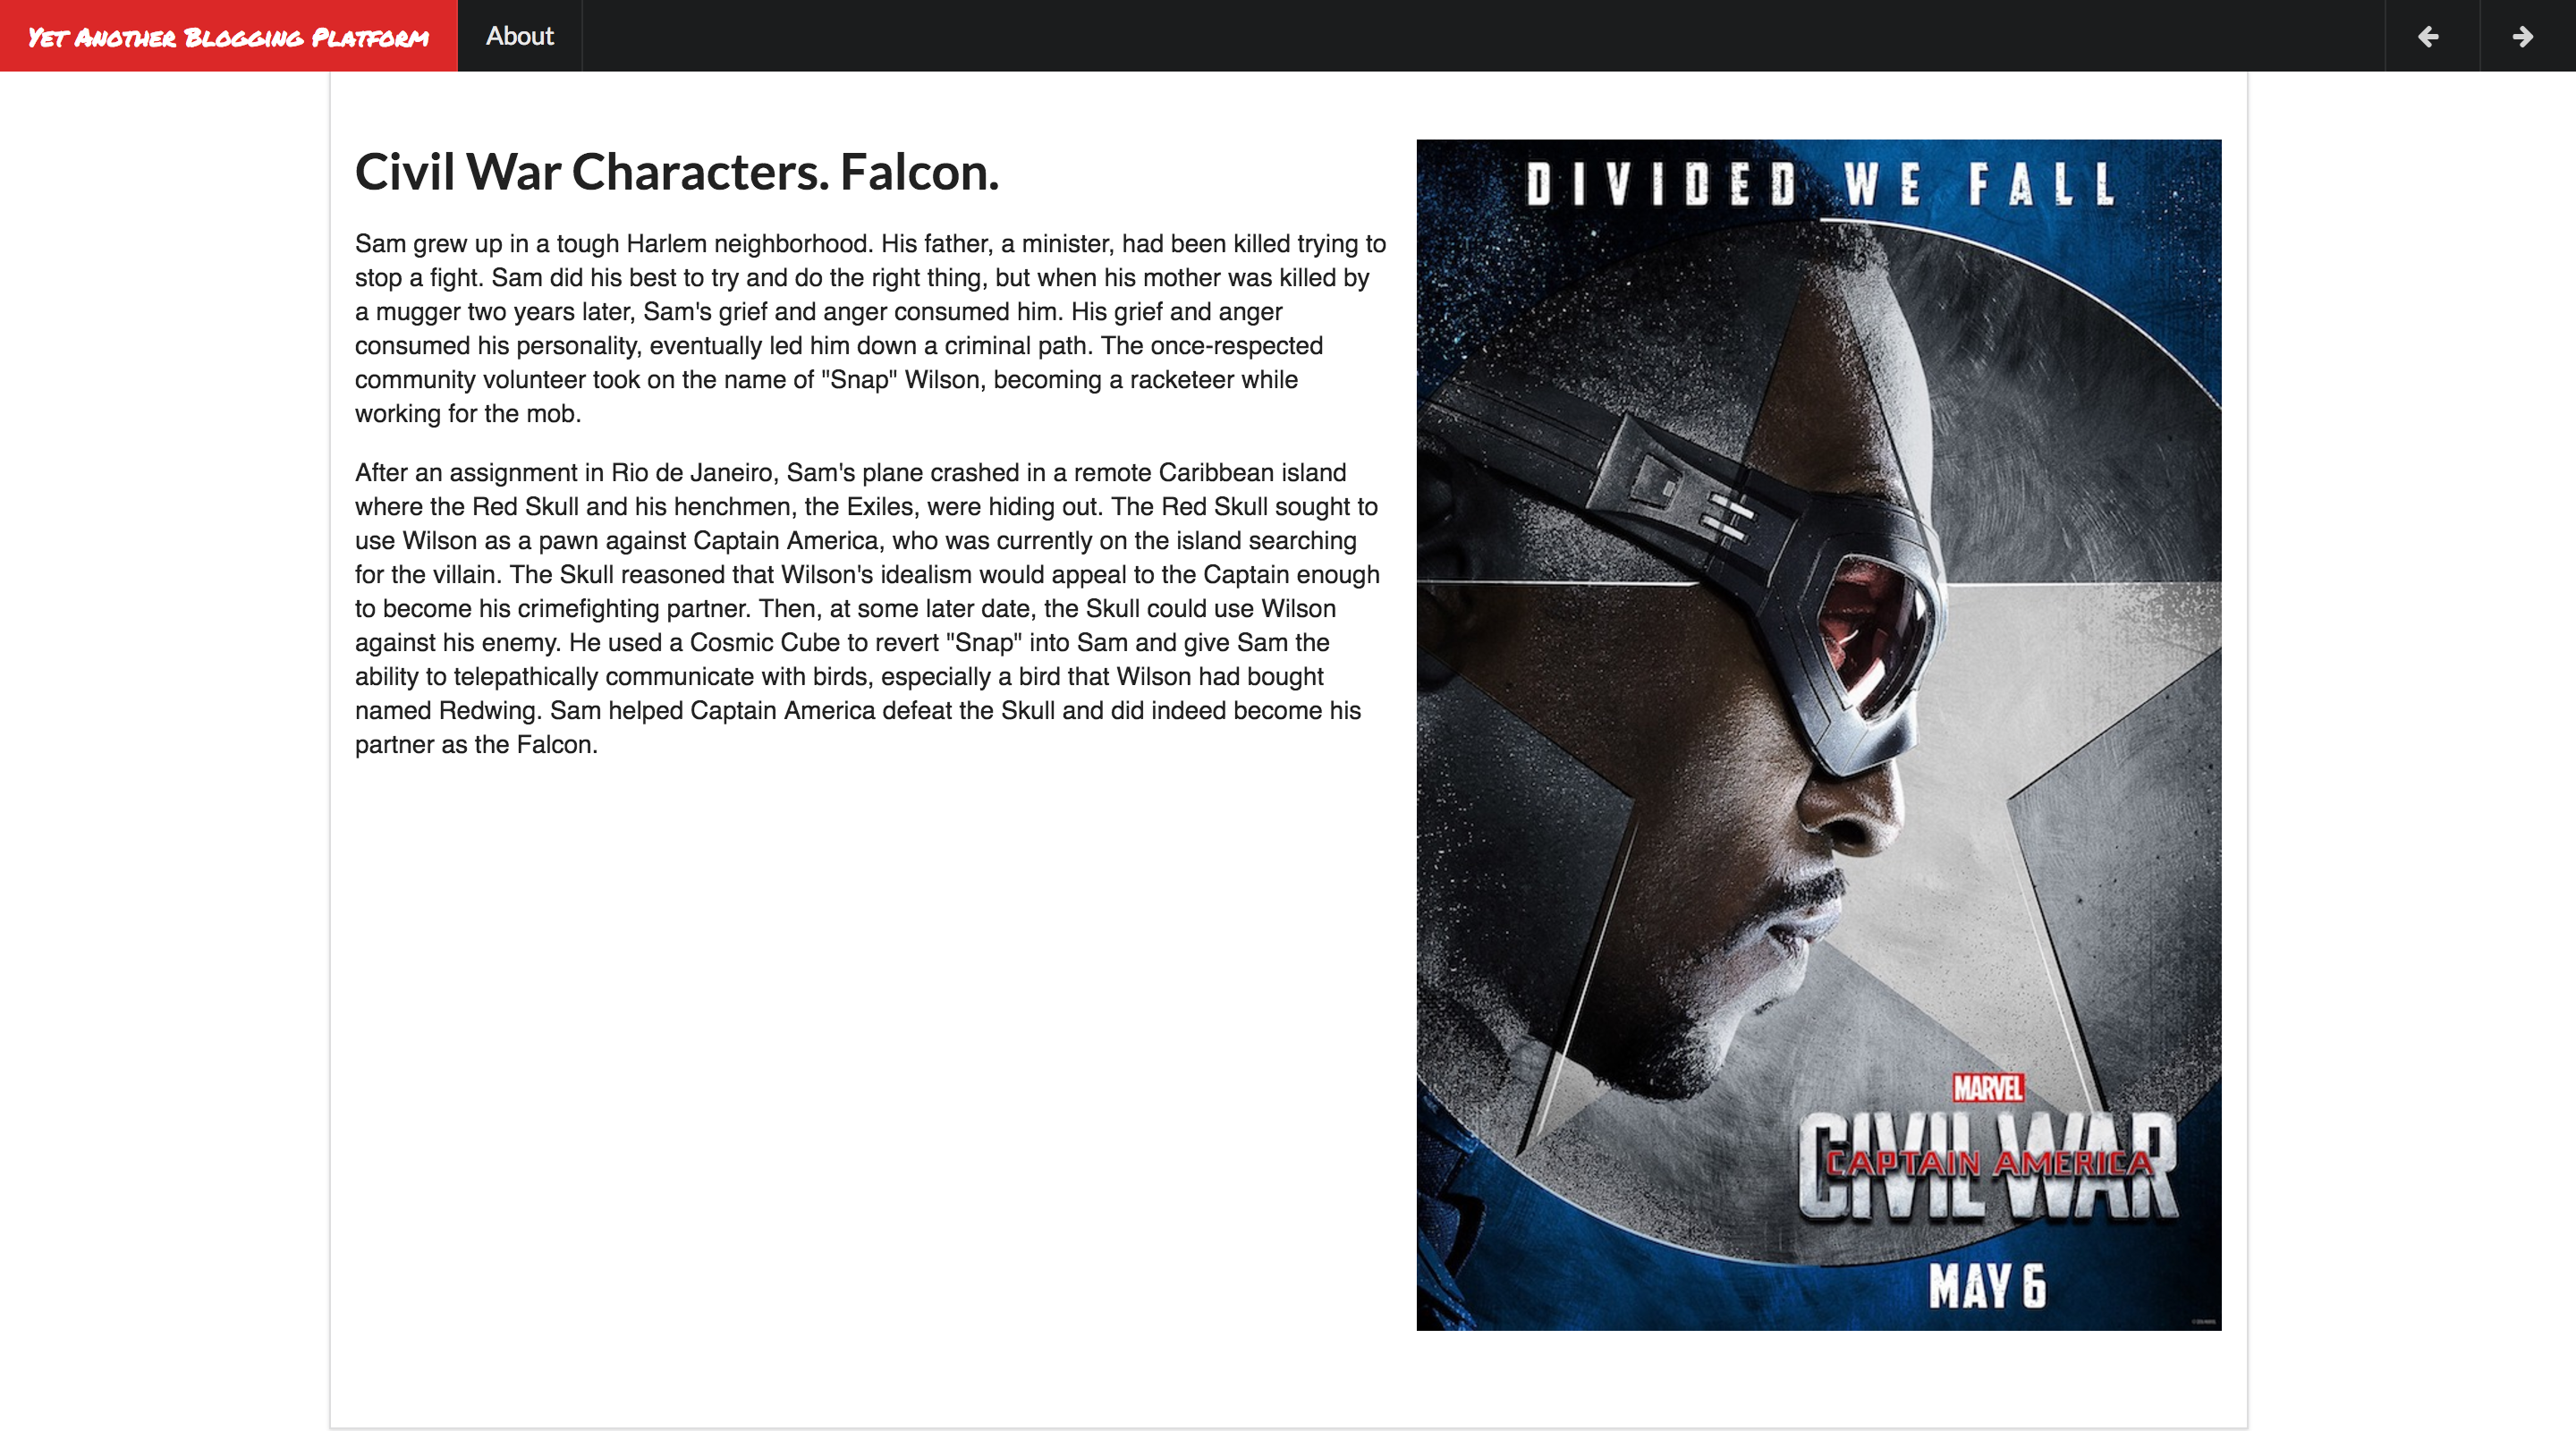 Yet Another Blogging Platform
About
Civil War Characters. Falcon.
Sam grew up in a tough Harlem neighborhood. His father, a minister, had been killed trying to
stop a fight. Sam did his best to try and do the right thing, but when his mother was killed by
a mugger two years later, Sam's grief and anger consumed him. His grief and anger
consumed his personality, eventually led him down a criminal path. The once-respected
community volunteer took on the name of "Snap" Wilson, becoming a racketeer while
working for the mob.
After an assignment in Rio de Janeiro, Sam's plane crashed in a remote Caribbean island
where the Red Skull and his henchmen, the Exiles, were hiding out. The Red Skull sought to
use Wilson as a pawn against Captain America, who was currently on the island searching
for the villain. The Skull reasoned that Wilson's idealism would appeal to the Captain enough
to become his crimefighting partner. Then, at some later date, the Skull could use Wilson
against his enemy. He used a Cosmic Cube to revert "Snap" into Sam and give Sam the
ability to telepathically communicate with birds, especially a bird that Wilson had bought
named Redwing. Sam helped Captain America defeat the Skull and did indeed become his
partner as the Falcon.
DIVIDED WE FALL
MARVEL
CAPTAIN AMERICA
CIVIL WAR
MAY 6